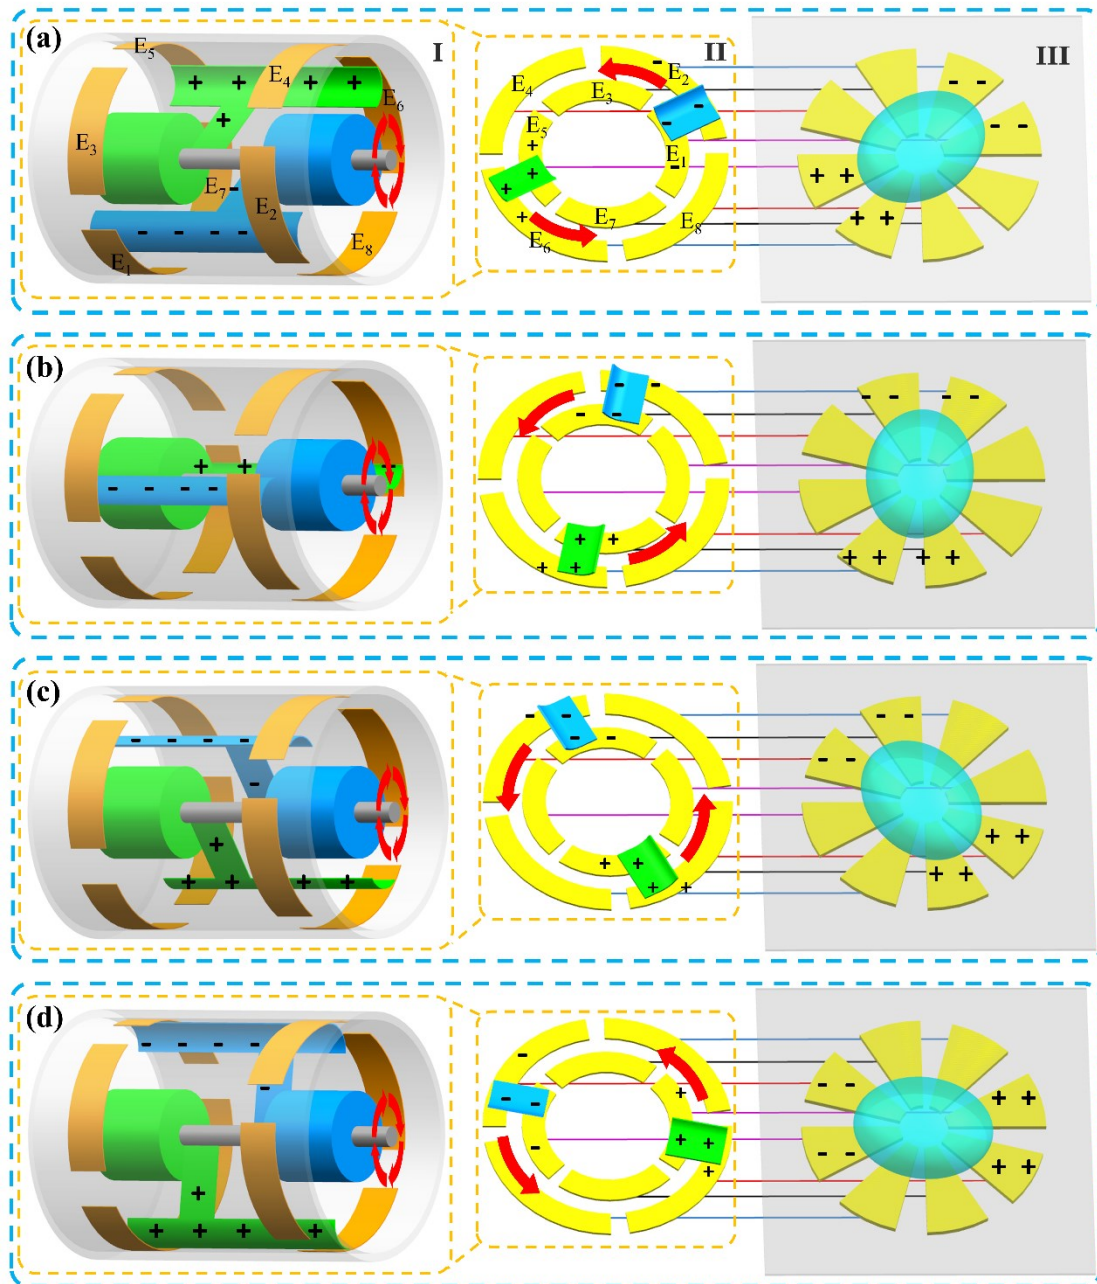 (a)
I
II
III
E₅
E₄
E₆
E₃
E₇
E₂
E₁
E₈
+ + + +
+
-
- - - -
E₄
E₃
E₂
E₅
E₁
E₆
E₇
E₈
-
-
-
-
+
+
+
+
- -
- -
+ +
+ +
(b)
+ + +
- - - -
- -
- -
+ +
+ +
- - - -
+ + + +
(c)
- - - -
-
+
+ + + +
- -
- -
+ +
+ +
- -
- -
+ +
+ +
(d)
- - - -
-
+
+ + + +
-
- -
-
+
+ +
+
- -
+ +
- -
+ +